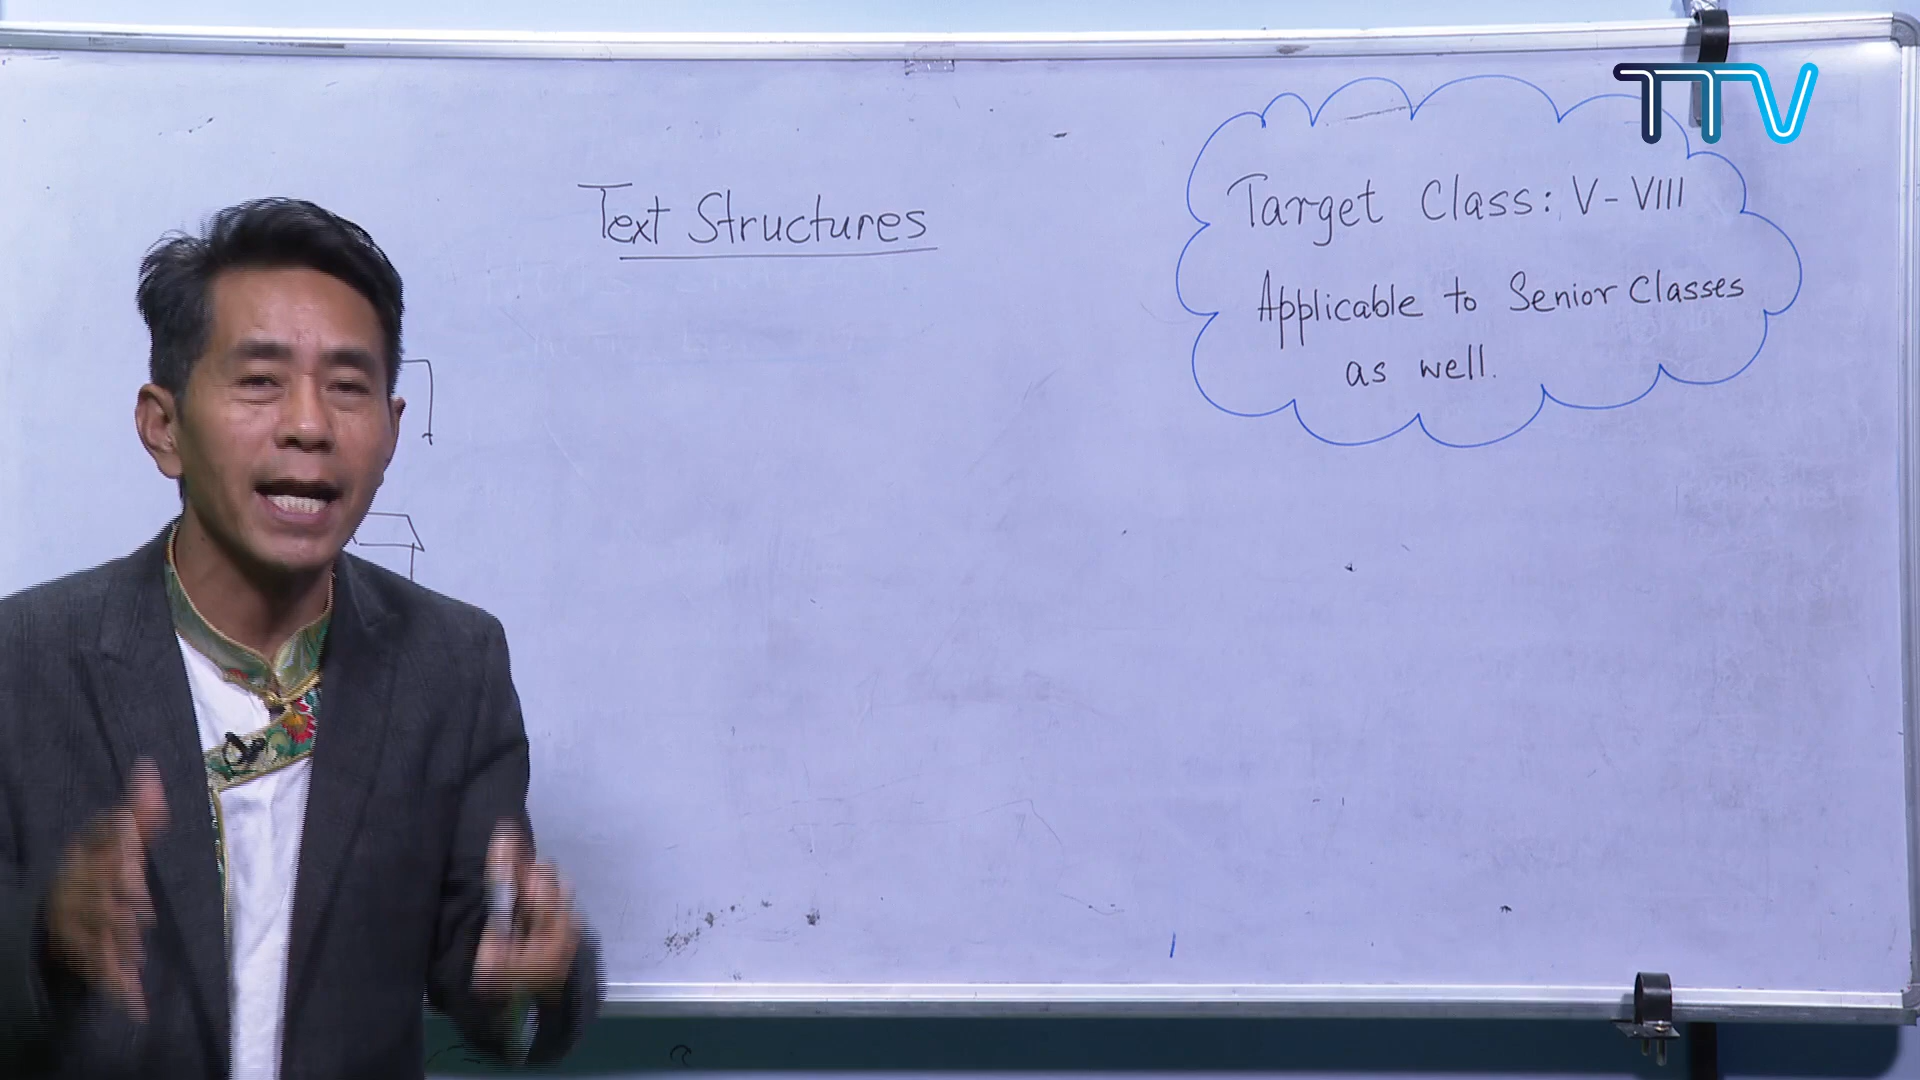 TTV
Text Structures
Target Class: V-VIII
Applicable to Senior Classes
as well.